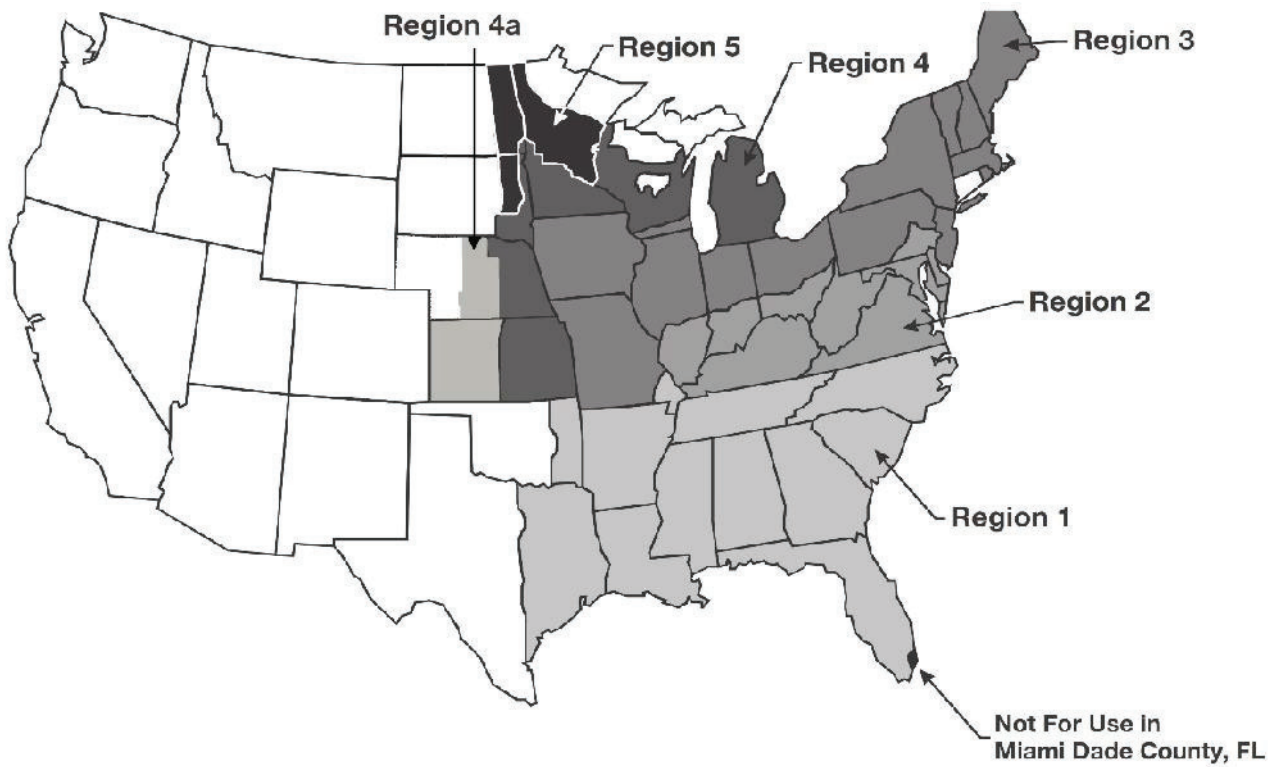 Region 4a
Region 5
Region 4
Region 3
Region 2
Region 1
Not For Use in
Miami Dade County, FL